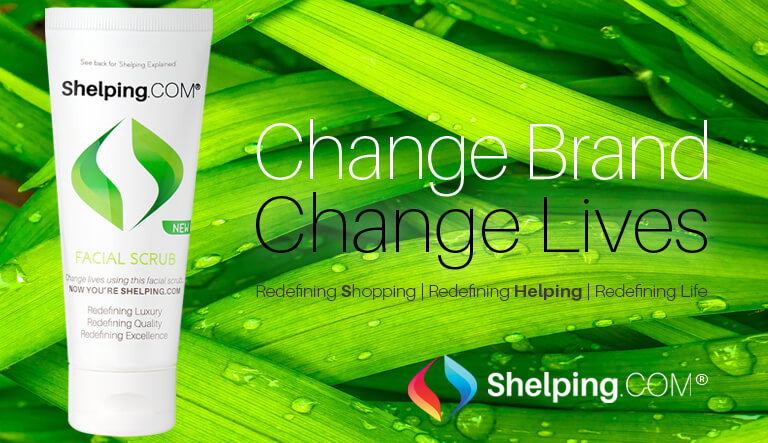 See back for 'Shelping Explained'
Shelping.COM®
NEW
FACIAL SCRUB
Change lives using this facial scrub.
NOW YOU'RE SHELPING.COM
Redefining Luxury
Redefining Quality
Redefining Excellence
Change Brand
Change Lives
Redefining Shopping | Redefining Helping | Redefining Life
Shelping.COM®